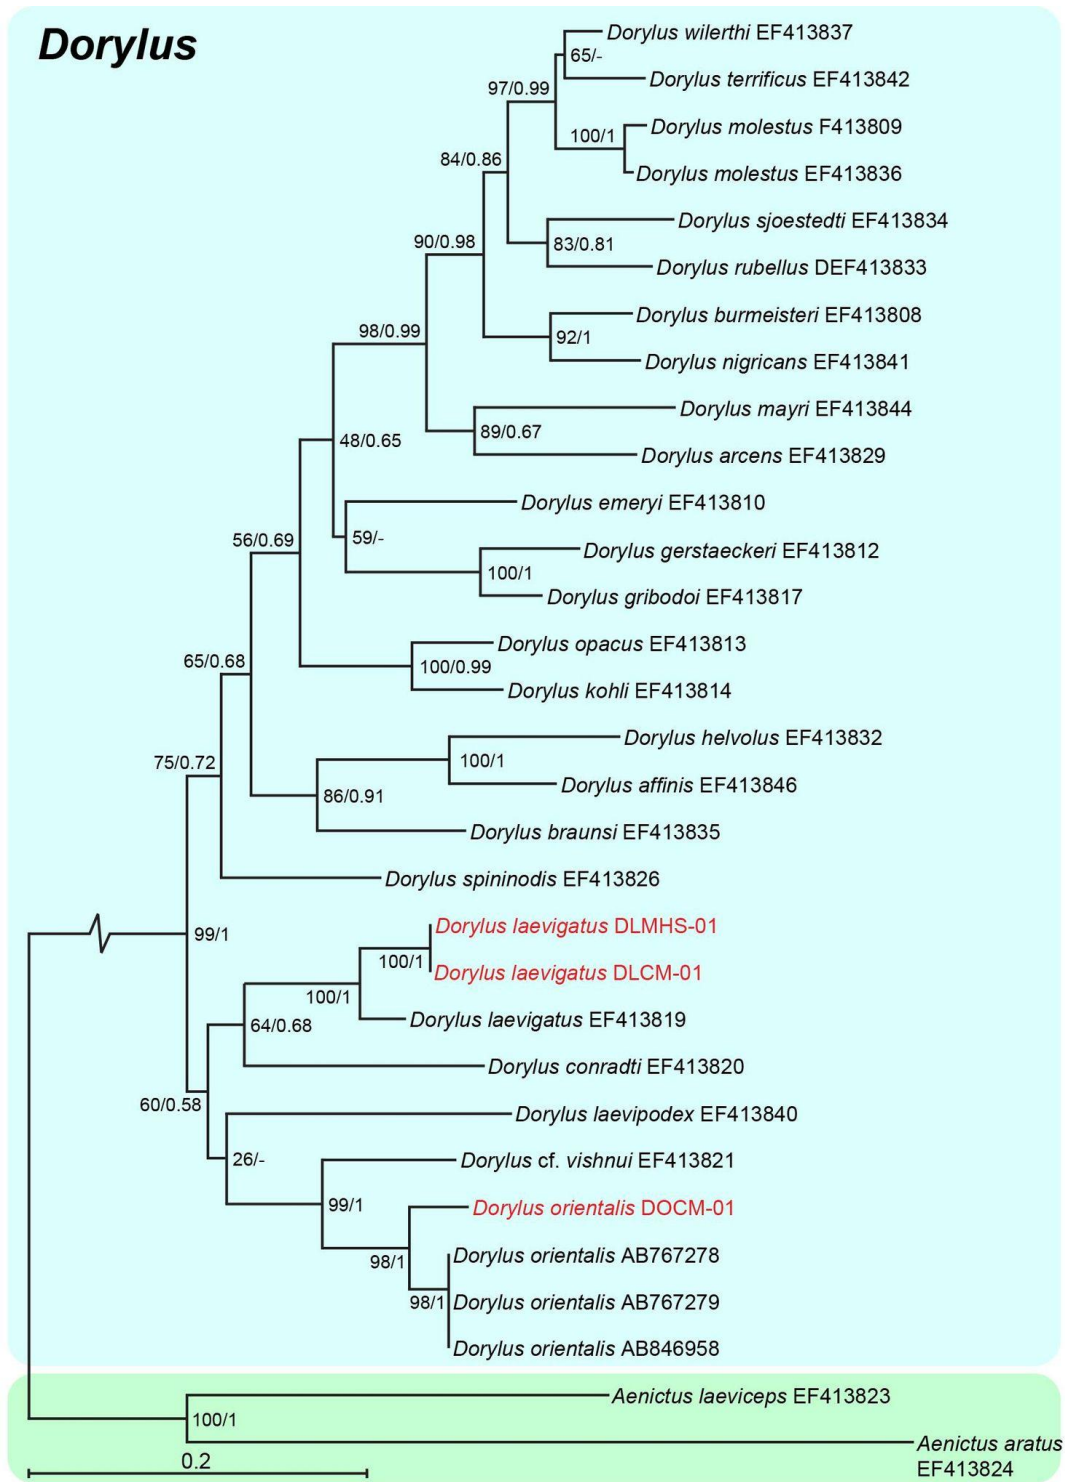 Dorylus
Dorylus wilerthi EF413837
65/-
Dorylus terrificus EF413842
97/0.99
Dorylus molestus F413809
100/1
Dorylus molestus EF413836
84/0.86
Dorylus sjoestedti EF413834
83/0.81
Dorylus rubellus DEF413833
90/0.98
Dorylus burmeisteri EF413808
92/1
Dorylus nigricans EF413841
98/0.99
Dorylus mayri EF413844
89/0.67
Dorylus arcens EF413829
48/0.65
Dorylus emeryi EF413810
59/-
Dorylus gerstaeckeri EF413812
100/1
Dorylus gribodoi EF413817
56/0.69
Dorylus opacus EF413813
100/0.99
Dorylus kohli EF413814
65/0.68
Dorylus helvolus EF413832
100/1
Dorylus affinis EF413846
86/0.91
Dorylus braunsi EF413835
75/0.72
Dorylus spininodis EF413826
99/1
Dorylus laevigatus DLMHS-01
100/1
Dorylus laevigatus DLCM-01
100/1
Dorylus laevigatus EF413819
64/0.68
Dorylus conradti EF413820
60/0.58
Dorylus laevipodex EF413840
26/-
Dorylus cf. vishnui EF413821
99/1
Dorylus orientalis DOCM-01
98/1
Dorylus orientalis AB767278
98/1
Dorylus orientalis AB767279
Dorylus orientalis AB846958
Aenictus laeviceps EF413823
100/1
Aenictus aratus
EF413824
0.2